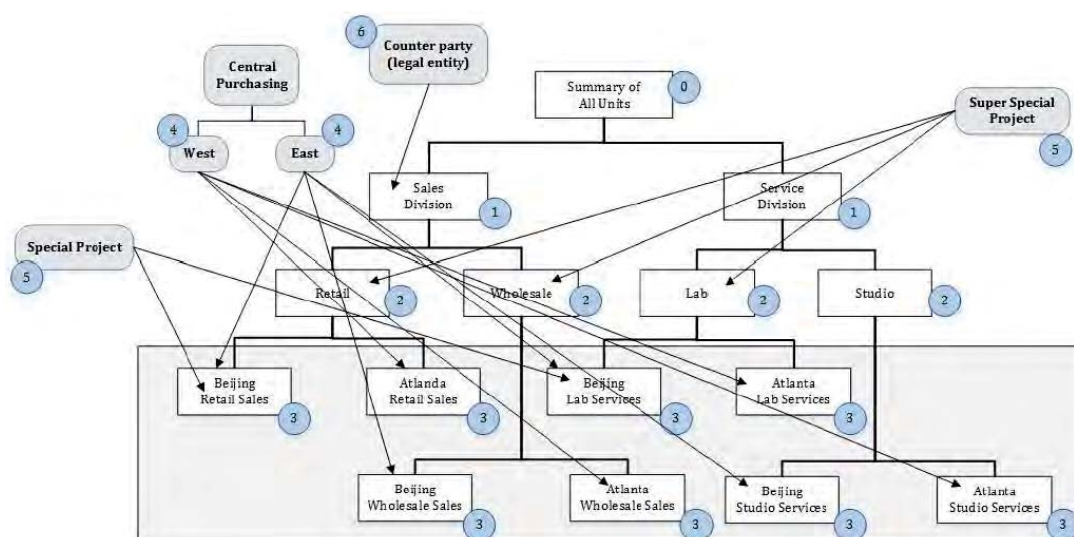 6
Counter party
(legal entity)
Central
Purchasing
Summary of
All Units
0
Super Special
Project
5
4
West
4
East
Sales
Division
1
Service
Division
1
Special Project
5
Retail
2
Wholesale
2
Lab
2
Studio
2
Beijing
Retail Sales
3
Atlanda
Retail Sales
3
Beijing
Lab Services
3
Atlanta
Lab Services
3
Beijing
Wholesale Sales
3
Atlanta
Wholesale Sales
3
Beijing
Studio Services
3
Atlanta
Studio Services
3